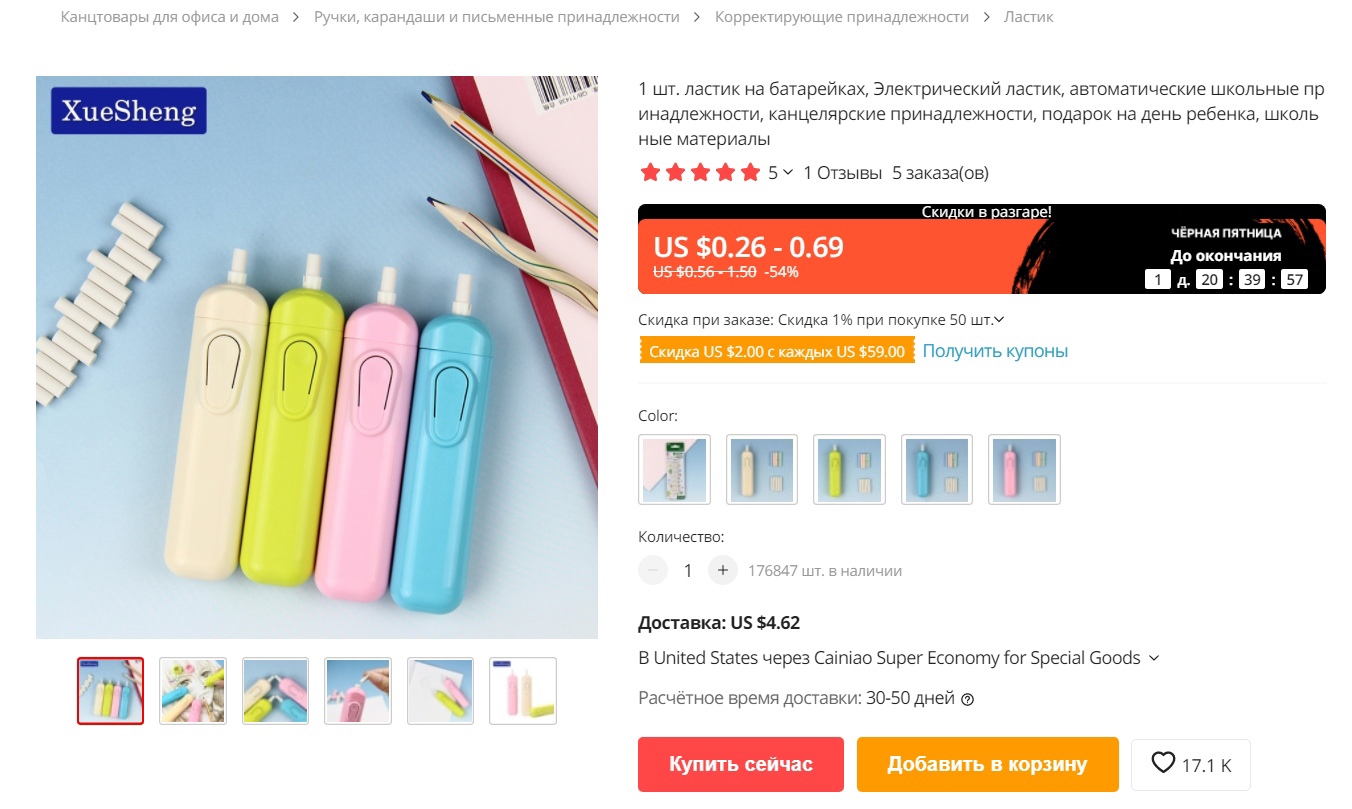 Канцтовары для офиса и дома > Ручки, карандаши и письменные принадлежности > Корректирующие принадлежности > Ластик
XueSheng
1 шт. ластик на батарейках, Электрический ластик, автоматические школьные пр
инадлежности, канцелярские принадлежности, подарок на день ребенка, школь
ные материалы
5 1 Отзывы 5 заказа(ов)
Скидки в разгаре!
US $0.26 - 0.69
US $0.56 - 1.50 -54%
ЧЁРНАЯ ПЯТНИЦА
До окончания
1 д. 20 : 39 : 57
Скидка при заказе: Скидка 1% при покупке 50 шт.
Скидка US $2.00 с каждых US $59.00 Получить купоны
Color:
Количество:
1 176847 шт. в наличии
Доставка: US $4.62
В United States через Cainiao Super Economy for Special Goods
Расчётное время доставки: 30-50 дней
Купить сейчас
Добавить в корзину
17.1 K